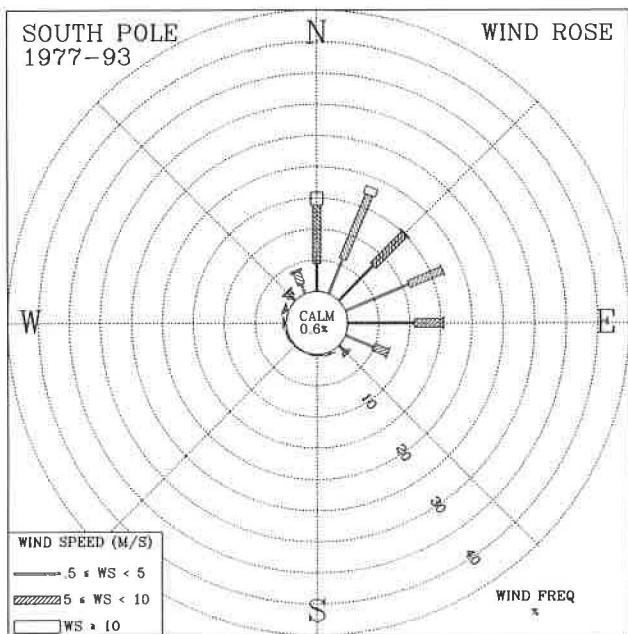 SOUTH POLE
1977-93
N
WIND ROSE
W
CALM
0.6%
E
10
20
30
40
WIND SPEED (M/S)
.5 ≤ WS < 5
5 ≤ WS < 10
WS ≥ 10
S
WIND FREQ
%